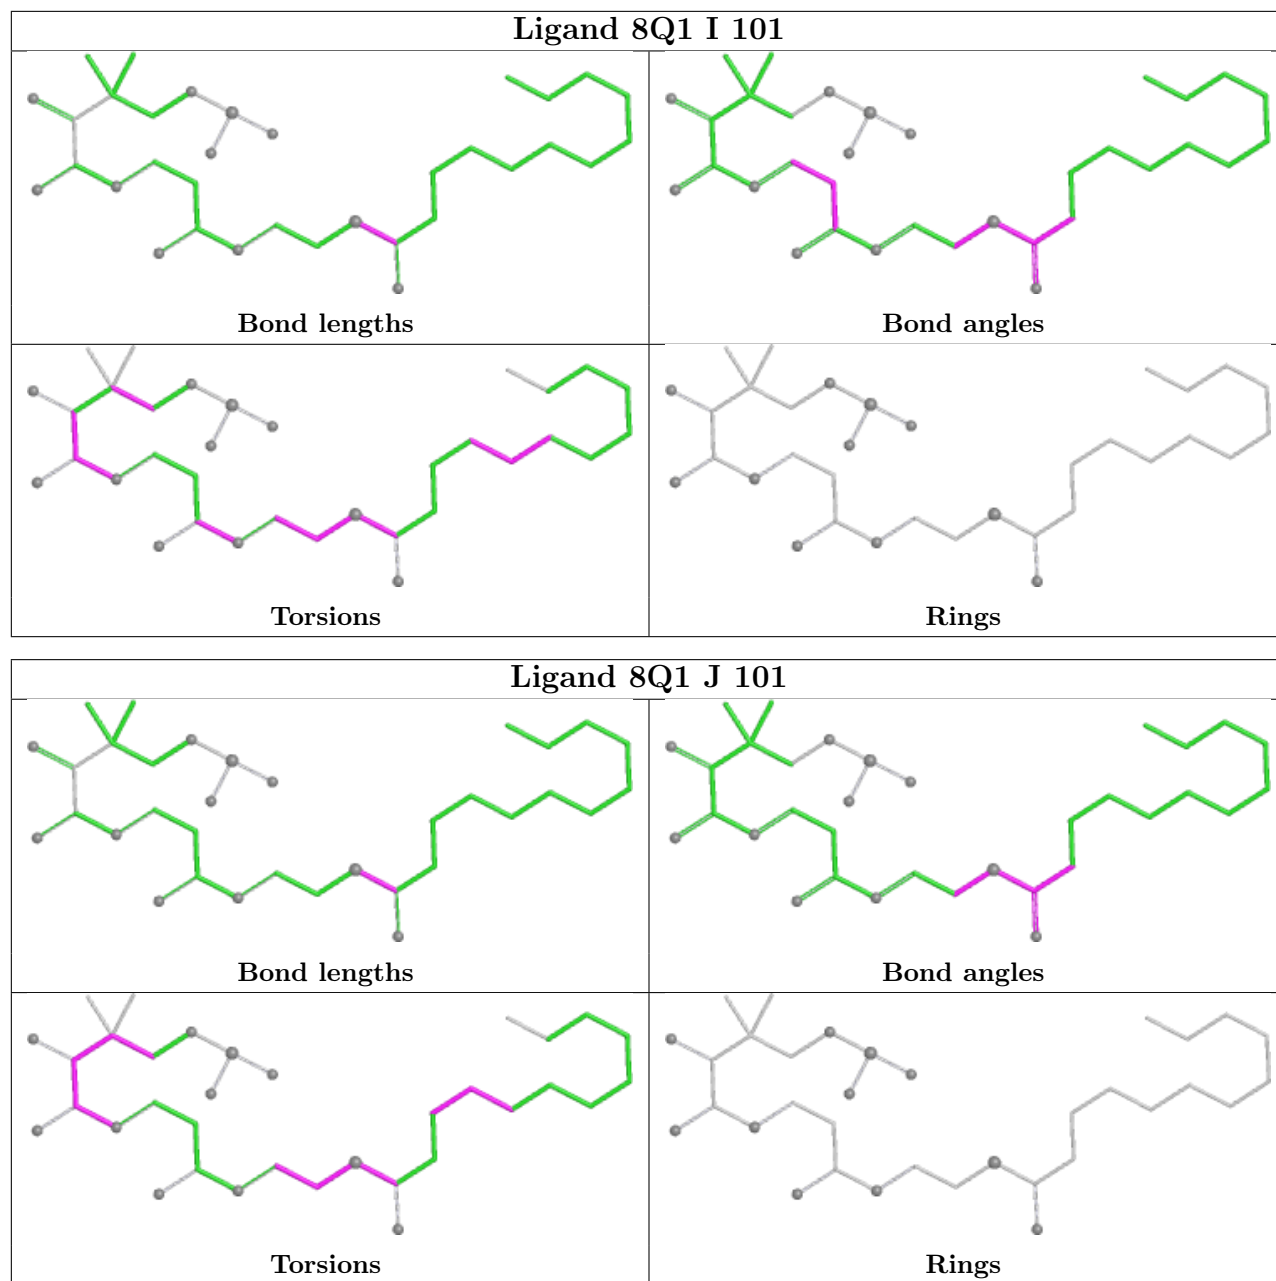 Ligand 8Q1 I 101
Bond lengths
Bond angles
Torsions
Rings
Ligand 8Q1 J 101
Bond lengths
Bond angles
Torsions
Rings